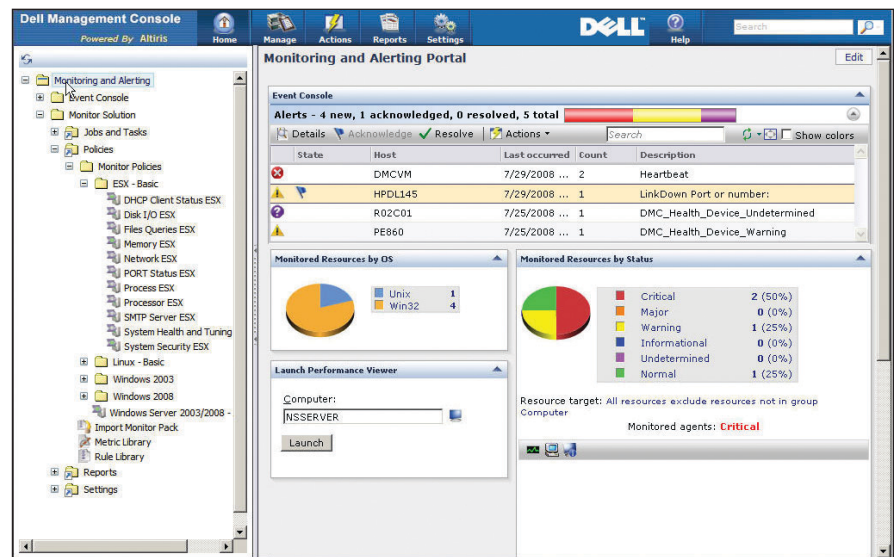 Dell Management Console
Powered By Altiris
Home
Manage
Actions
Reports
Settings
DELL
Help
Search
Monitoring and Alerting
Event Console
Monitor Solution
Jobs and Tasks
Policies
Monitor Policies
ESX - Basic
DHCP Client Status ESX
Disk I/O ESX
Files Queries ESX
Memory ESX
Network ESX
PORT Status ESX
Process ESX
Processor ESX
SMTP Server ESX
System Health and Tuning
System Security ESX
Linux - Basic
Windows 2003
Windows 2008
Windows Server 2003/2008 -
Import Monitor Pack
Metric Library
Rule Library
Reports
Settings
Monitoring and Alerting Portal
Edit
Event Console
Alerts - 4 new, 1 acknowledged, 0 resolved, 5 total
Details Acknowledge Resolve Actions Search Show colors
State Host Last occurred Count Description
DMCVM 7/29/2008 ... 2 Heartbeat
HPDL145 7/29/2008 ... 1 LinkDown Port or number:
R02C01 7/25/2008 ... 1 DMC_Health_Device_Undetermined
PE860 7/25/2008 ... 1 DMC_Health_Device_Warning
Monitored Resources by OS
Unix 1
Win32 4
Launch Performance Viewer
Computer:
NSSERVER
Launch
Monitored Resources by Status
Critical 2 (50%)
Major 0 (0%)
Warning 1 (25%)
Informational 0 (0%)
Undetermined 0 (0%)
Normal 1 (25%)
Resource target: All resources exclude resources not in group
Computer
Monitored agents: Critical